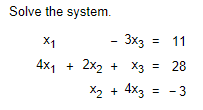 Solve the system.
x₁ - 3x₃ = 11
4x₁ + 2x₂ + x₃ = 28
x₂ + 4x₃ = - 3